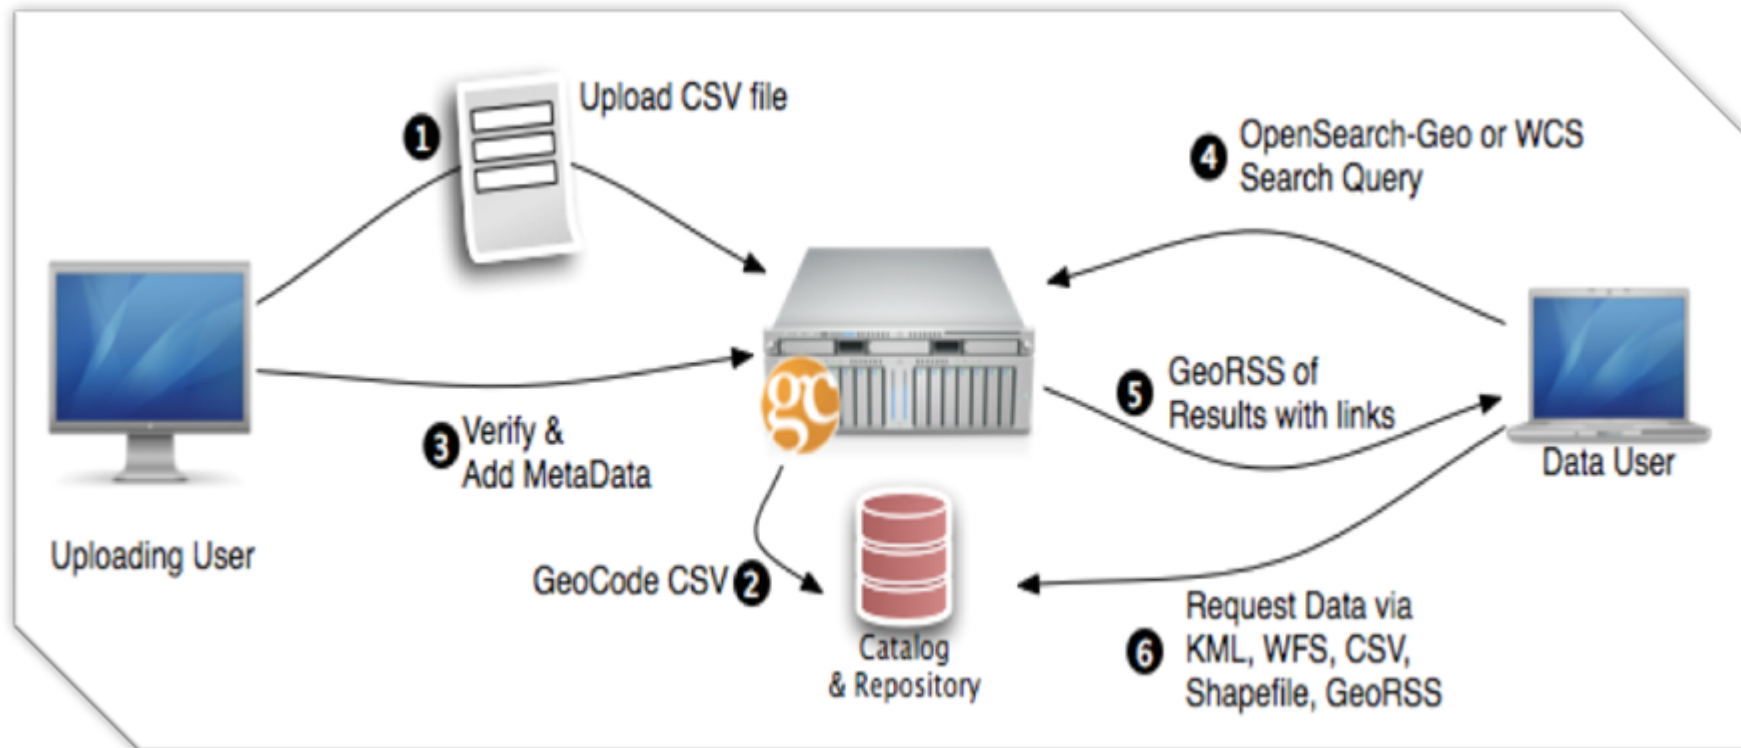 1
Upload CSV file
4
OpenSearch-Geo or WCS
Search Query
gc
5
GeoRSS of
Results with links
3
Verify &
Add MetaData
Data User
Uploading User
GeoCode CSV 2
Catalog
& Repository
6
Request Data via
KML, WFS, CSV,
Shapefile, GeoRSS